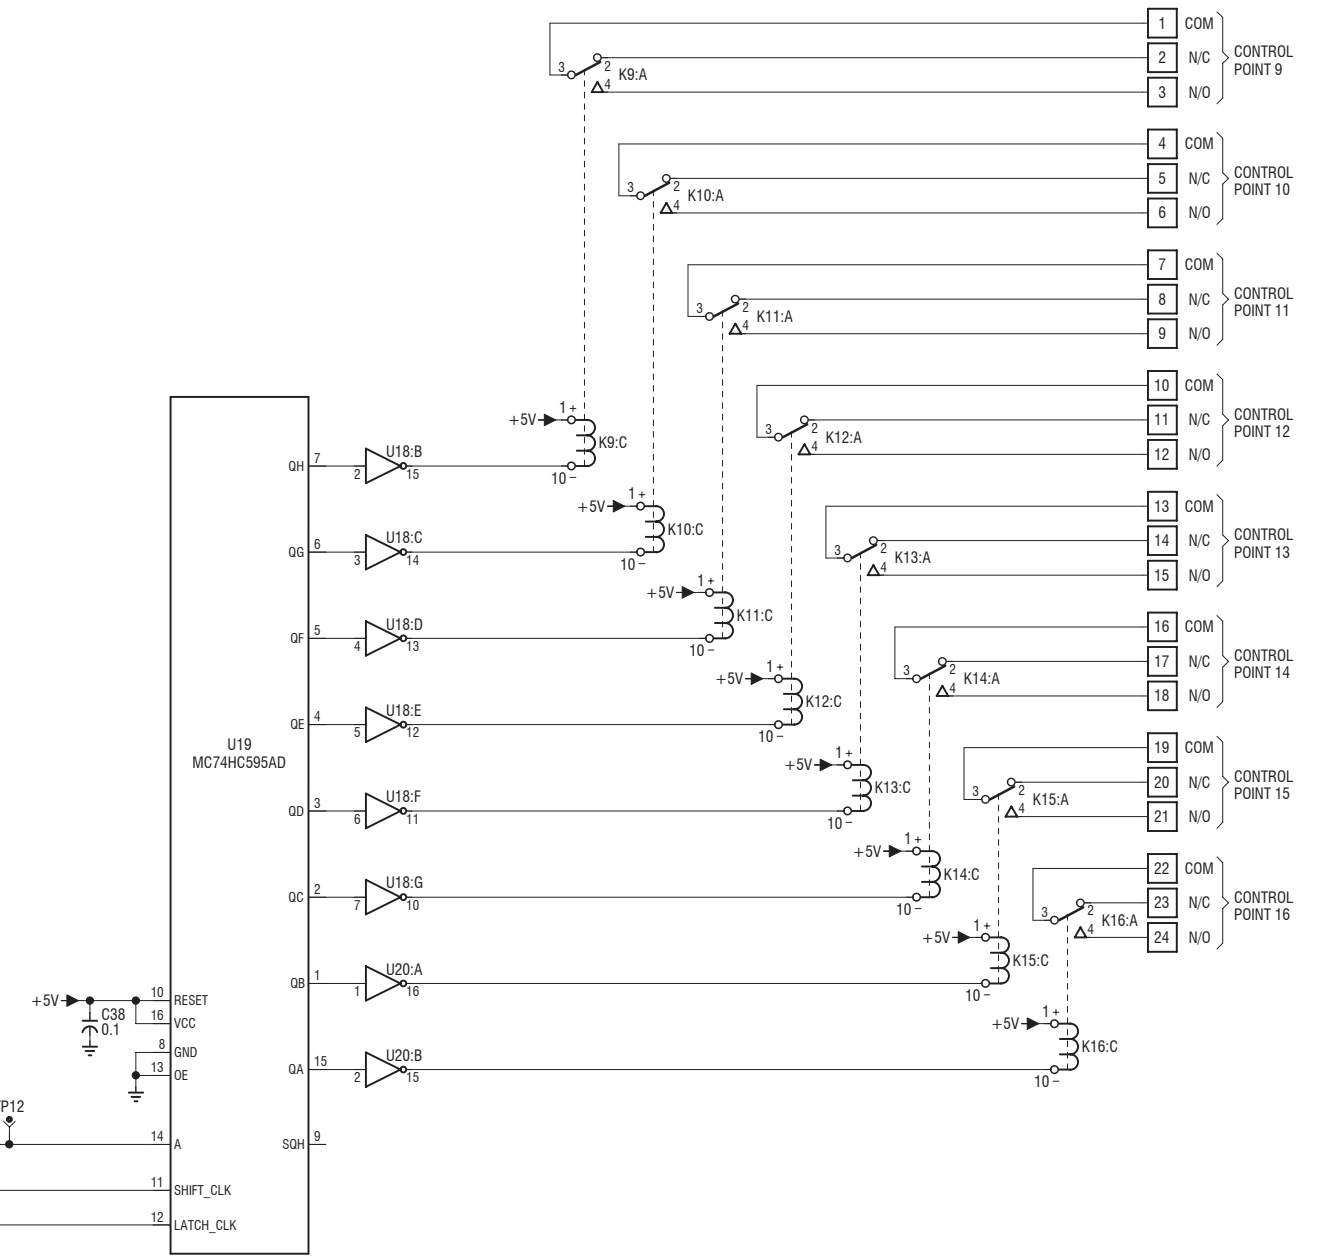 1 COM
2 N/C
3 N/O
CONTROL
POINT 9
3 2 K9:A
4
4 COM
5 N/C
6 N/O
CONTROL
POINT 10
3 2 K10:A
4
7 COM
8 N/C
9 N/O
CONTROL
POINT 11
3 2 K11:A
4
10 COM
11 N/C
12 N/O
CONTROL
POINT 12
3 2 K12:A
4
13 COM
14 N/C
15 N/O
CONTROL
POINT 13
3 2 K13:A
4
16 COM
17 N/C
18 N/O
CONTROL
POINT 14
3 2 K14:A
4
19 COM
20 N/C
21 N/O
CONTROL
POINT 15
3 2 K15:A
4
22 COM
23 N/C
24 N/O
CONTROL
POINT 16
3 2 K16:A
4
QH 7 2 U18:B 15
+5V 1+ K9:C
10−
QG 6 3 U18:C 14
+5V 1+ K10:C
10−
QF 5 4 U18:D 13
+5V 1+ K11:C
10−
QE 4 5 U18:E 12
+5V 1+ K12:C
10−
U19
MC74HC595AD
QD 3 6 U18:F 11
+5V 1+ K13:C
10−
QC 2 7 U18:G 10
+5V 1+ K14:C
10−
QB 1 1 U20:A 16
+5V 1+ K15:C
10−
QA 15 2 U20:B 15
+5V 1+ K16:C
10−
SQH 9
+5V 10 RESET
C38
0.1
16 VCC
8 GND
13 OE
P12
14 A
11 SHIFT_CLK
12 LATCH_CLK